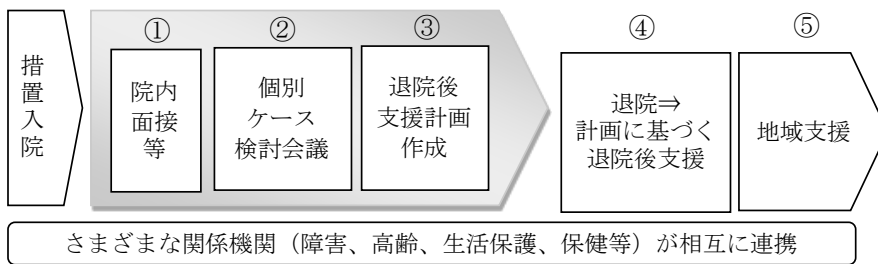 措置入院
①
院内
面接
等
②
個別
ケース
検討会議
③
退院後
支援計画
作成
④
退院⇒
計画に基づく
退院後支援
⑤
地域支援
さまざまな関係機関（障害、高齢、生活保護、保健等）が相互に連携